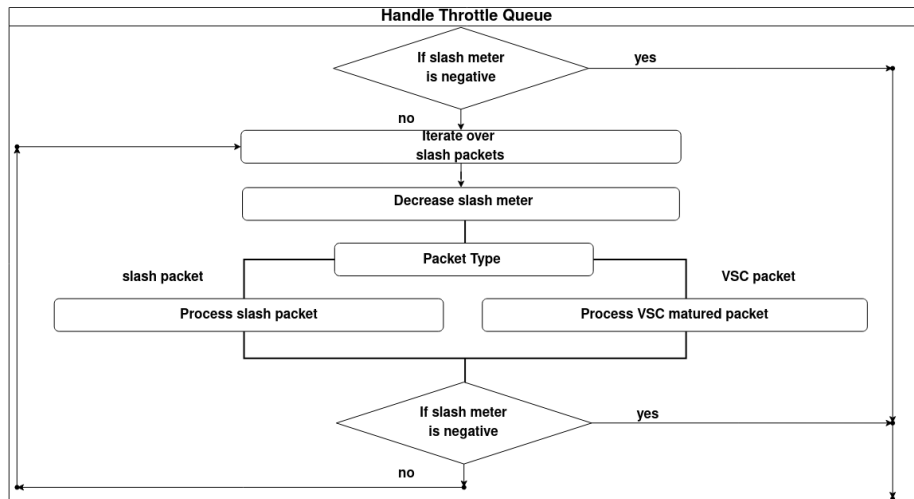 Handle Throttle Queue
If slash meter
is negative
yes
no
Iterate over
slash packets
Decrease slash meter
Packet Type
slash packet
VSC packet
Process slash packet
Process VSC matured packet
If slash meter
is negative
yes
no